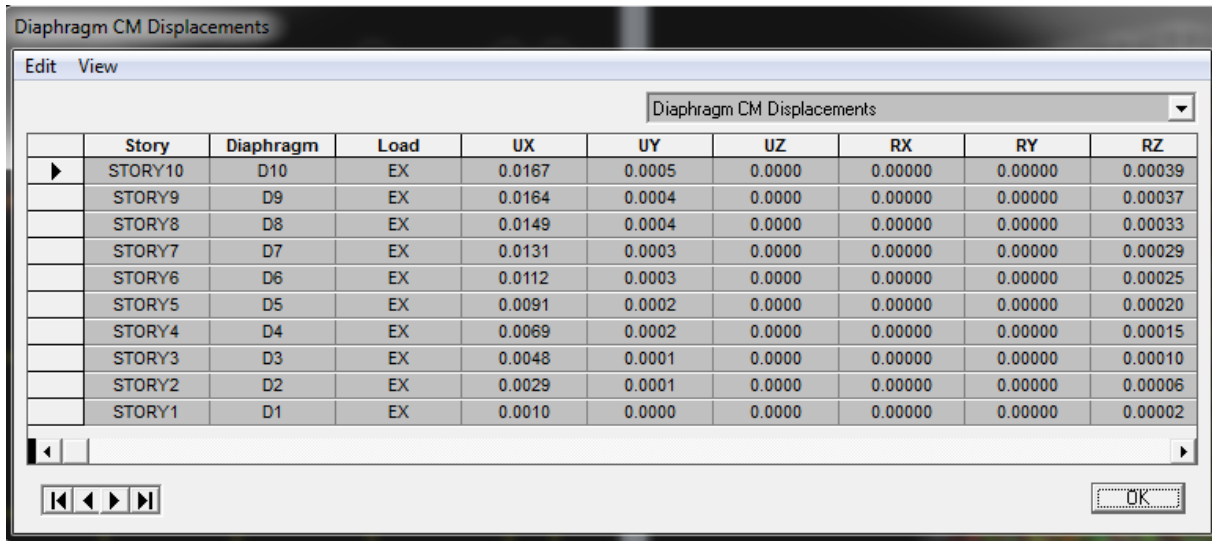 Diaphragm CM Displacements
Edit View
Diaphragm CM Displacements
Story Diaphragm Load UX UY UZ RX RY RZ
STORY10 D10 EX 0.0167 0.0005 0.0000 0.00000 0.00000 0.00039
STORY9 D9 EX 0.0164 0.0004 0.0000 0.00000 0.00000 0.00037
STORY8 D8 EX 0.0149 0.0004 0.0000 0.00000 0.00000 0.00033
STORY7 D7 EX 0.0131 0.0003 0.0000 0.00000 0.00000 0.00029
STORY6 D6 EX 0.0112 0.0003 0.0000 0.00000 0.00000 0.00025
STORY5 D5 EX 0.0091 0.0002 0.0000 0.00000 0.00000 0.00020
STORY4 D4 EX 0.0069 0.0002 0.0000 0.00000 0.00000 0.00015
STORY3 D3 EX 0.0048 0.0001 0.0000 0.00000 0.00000 0.00010
STORY2 D2 EX 0.0029 0.0001 0.0000 0.00000 0.00000 0.00006
STORY1 D1 EX 0.0010 0.0000 0.0000 0.00000 0.00000 0.00002
OK